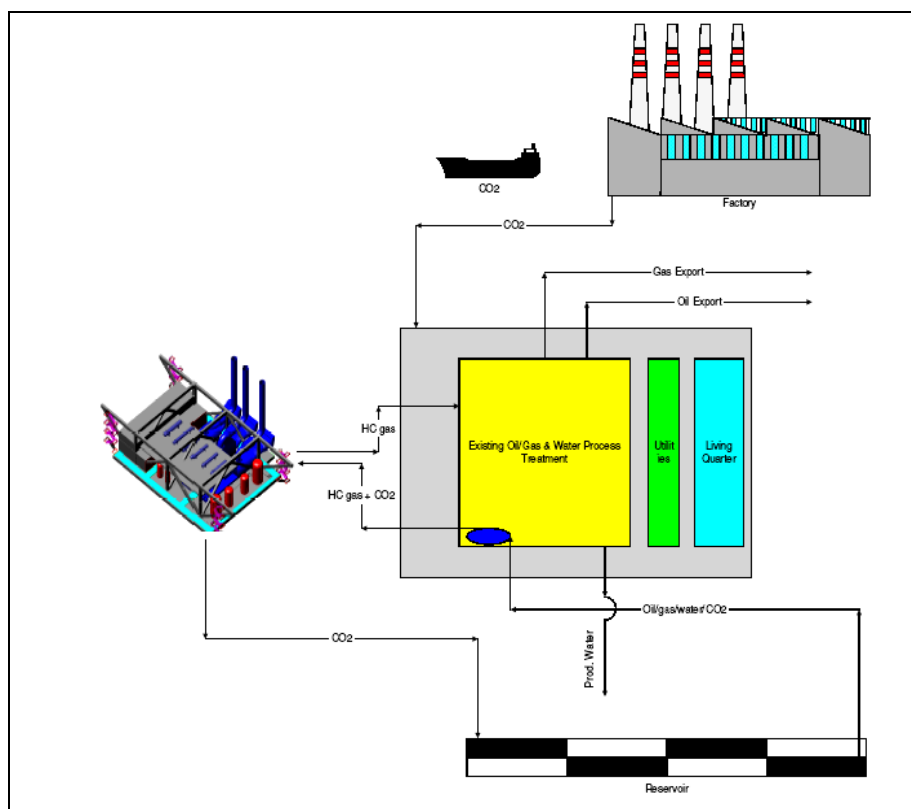 CO2
Factory
CO2
Gas Export
Oil Export
HC gas
Existing Oil/Gas & Water Process
Treatment
Utilit
ies
Living
Quarter
HC gas + CO2
Oil/gas/water/CO2
CO2
Prod. Water
Reservoir